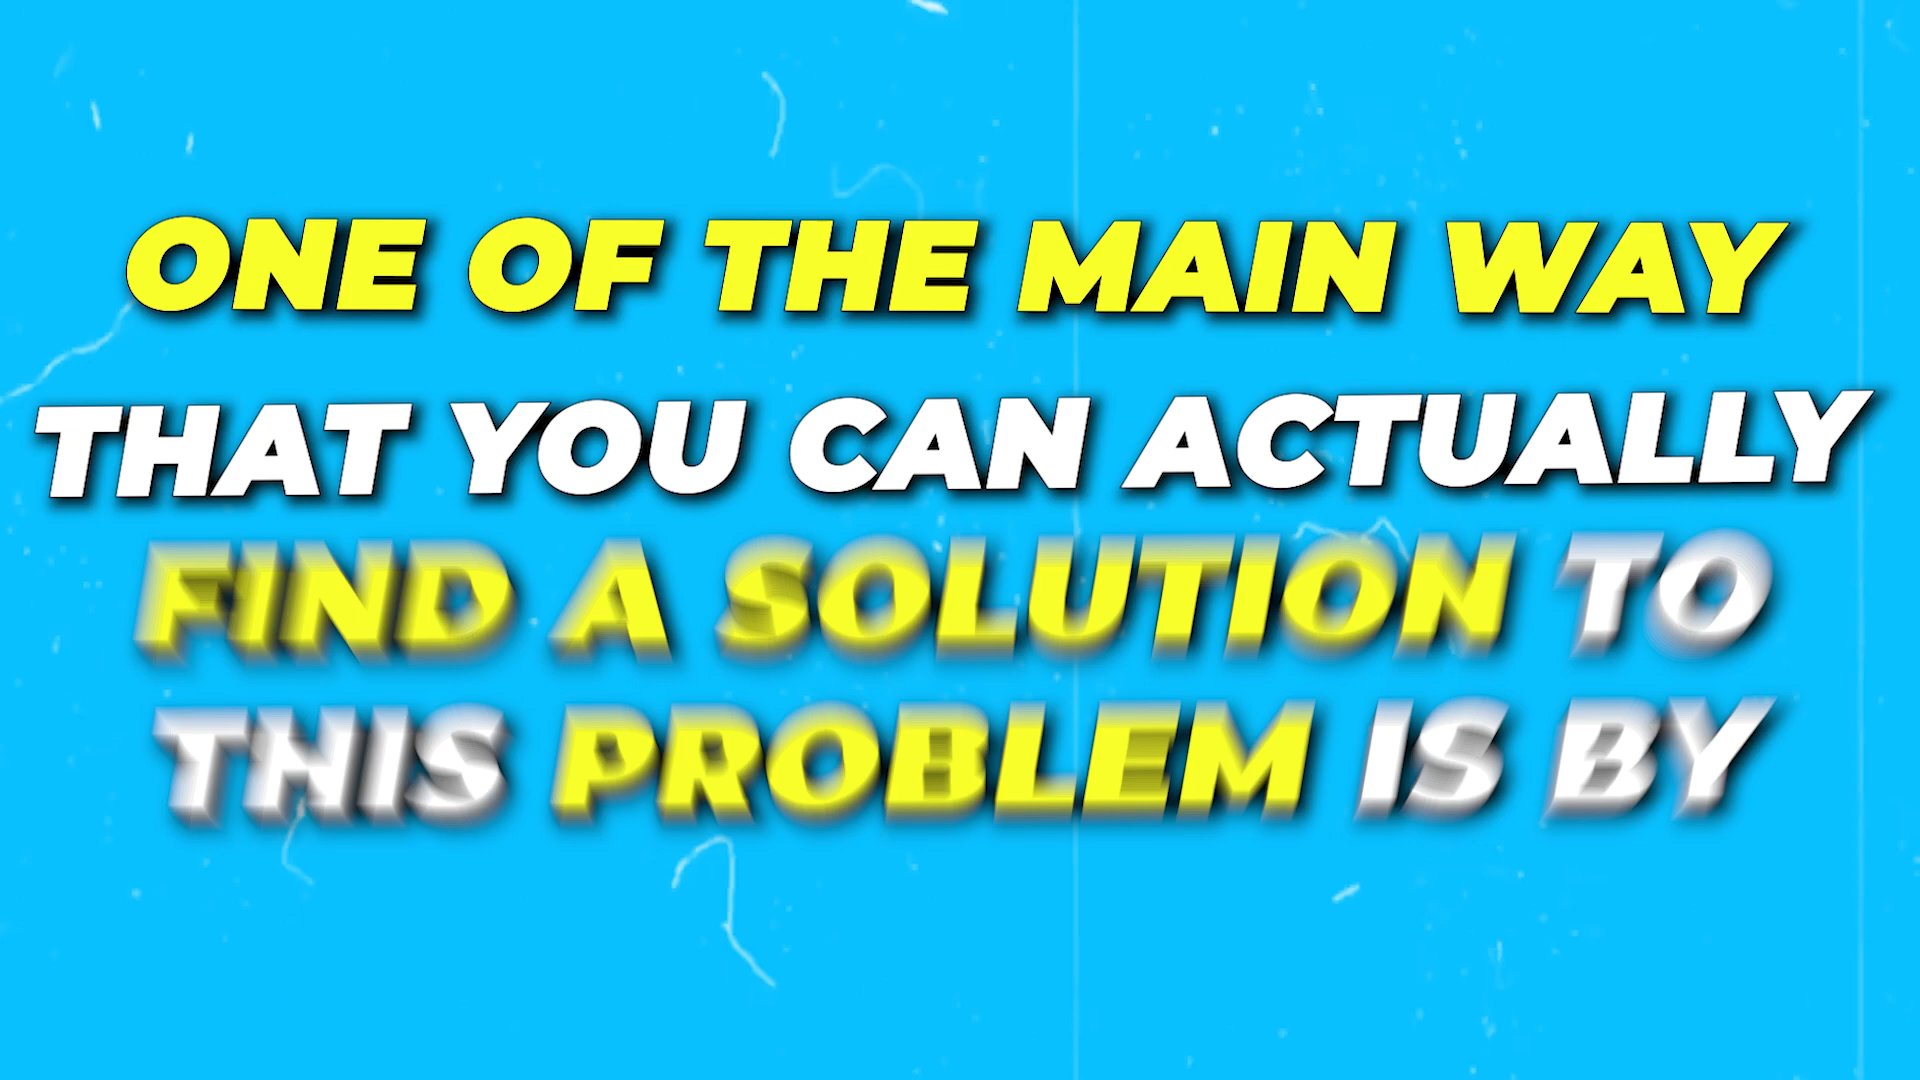 ONE OF THE MAIN WAY
THAT YOU CAN ACTUALLY
FIND A SOLUTION TO
THIS PROBLEM IS BY